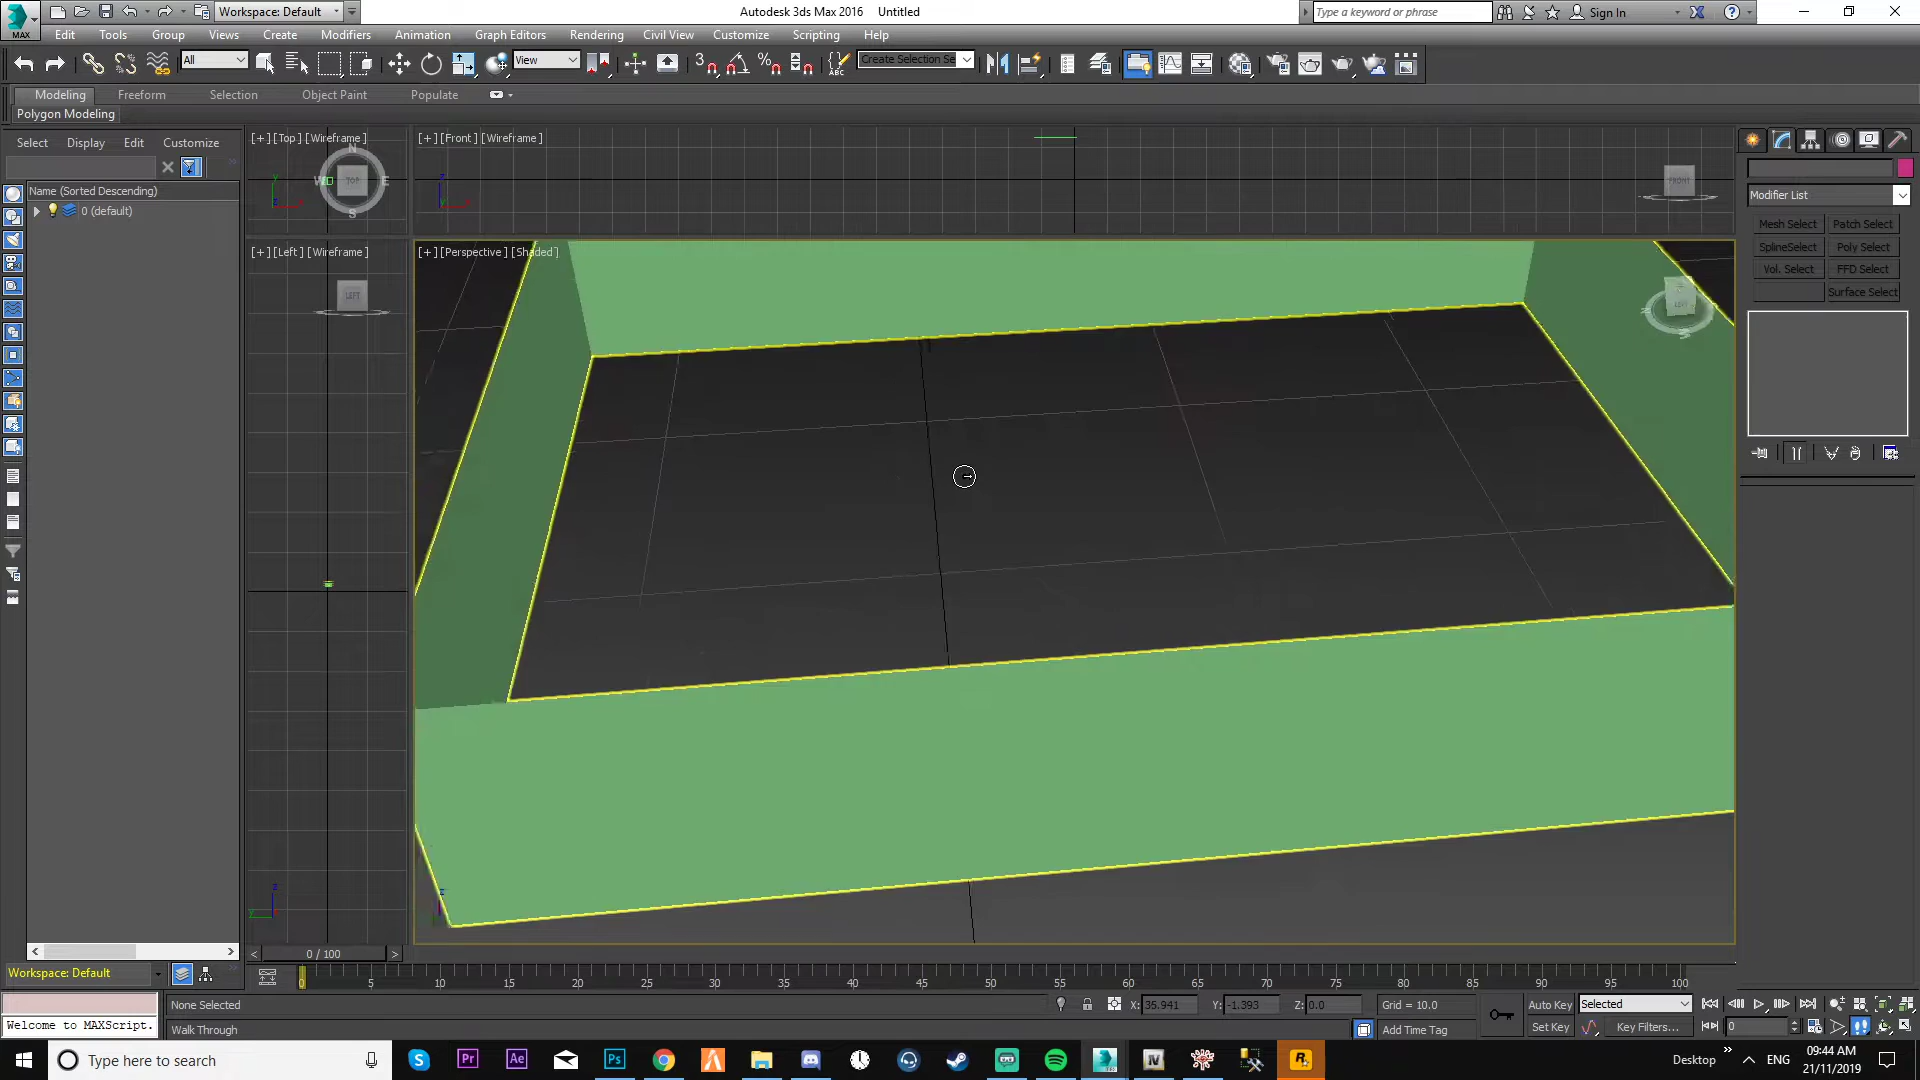 Workspace: Default
Autodesk 3ds Max 2016 Untitled
Type a keyword or phrase
Sign In
MAX
Edit Tools Group Views Create Modifiers Animation Graph Editors Rendering Civil View Customize Scripting Help
All
View
3
ABC
Create Selection Se
Modeling Freeform Selection Object Paint Populate
Polygon Modeling
Select Display Edit Customize
Name (Sorted Descending)
0 (default)
[+] [Top] [Wireframe]
N
W
E
S
TOP
[+] [Front] [Wireframe]
FRONT
[+] [Left] [Wireframe]
LEFT
[+] [Perspective] [Shaded]
Modifier List
Mesh Select Patch Select
SplineSelect Poly Select
Vol. Select FFD Select
Surface Select
0 / 100
Workspace: Default
0 5 10 15 20 25 30 35 40 45 50 55 60 65 70 75 80 85 90 95 100
None Selected
X: 35.941 Y: -1.393 Z: 0.0 Grid = 10.0
Auto Key Selected
Welcome to MAXScript.
Walk Through
Add Time Tag
Set Key Key Filters...
0
Type here to search
Desktop
ENG
09:44 AM
21/11/2019